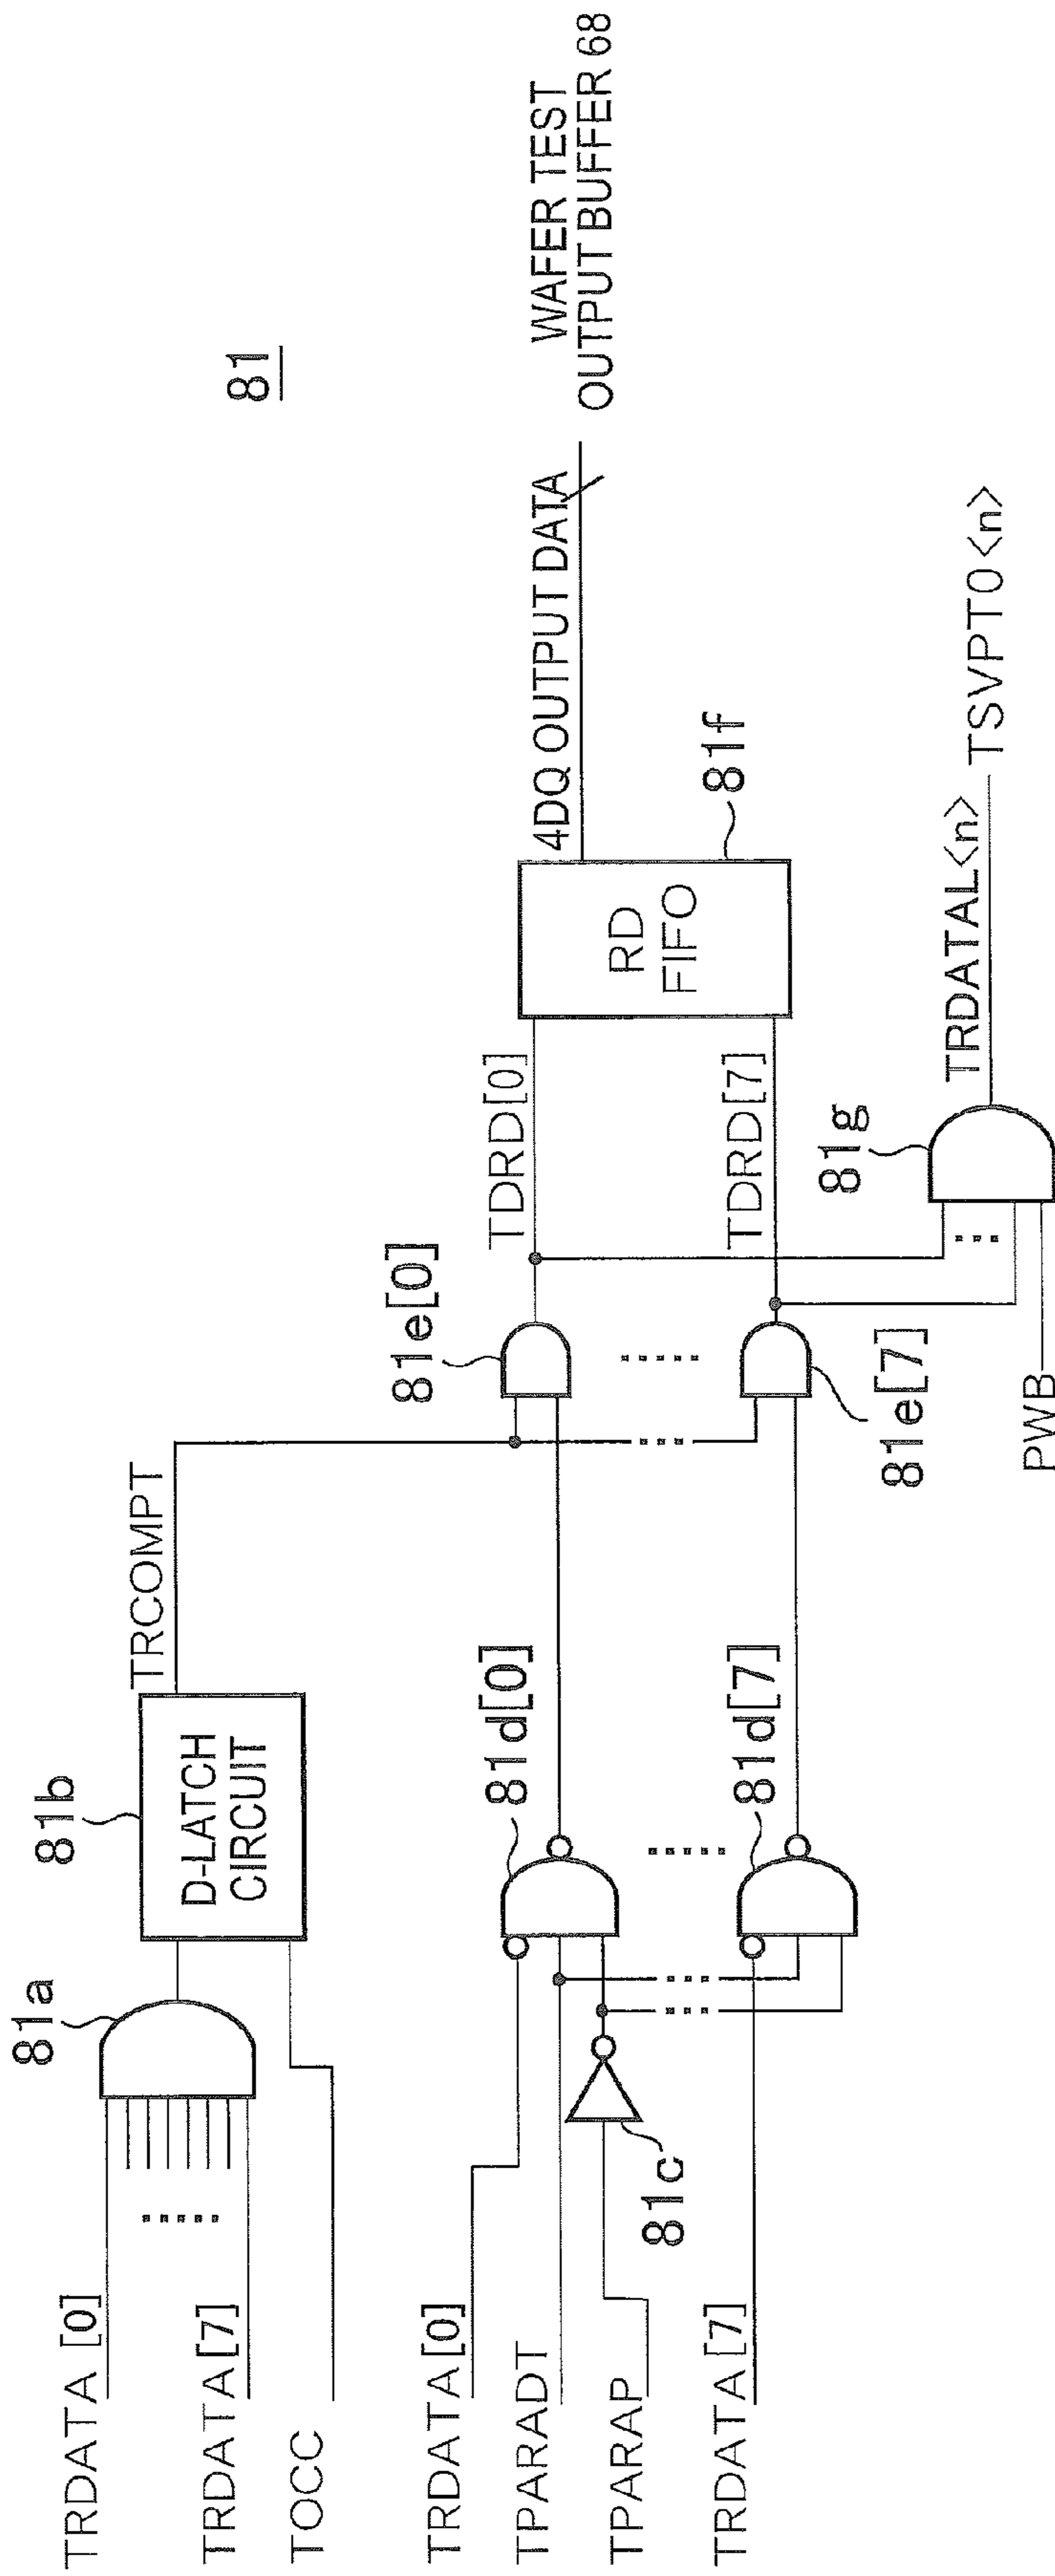 81
TRDATA [0]
TRDATA [7]
TOCC
81a
81b
D-LATCH
CIRCUIT
TRCOMPT
TRDATA[0]
TPARADT
TPARAP
TRDATA [7]
81c
81d[0]
81d[7]
81e[0]
81e[7]
TDRD[0]
TDRD[7]
RD
FIFO
81f
4DQ OUTPUT DATA
WAFER TEST
OUTPUT BUFFER 68
PWB
81g
TRDATAL<n>
TSVPT0<n>